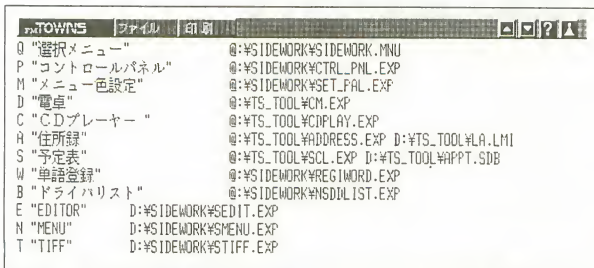 FMTOWNS ファイル 印刷 ?
Q "選択メニュー" @:¥SIDEWORK¥SIDEWORK.MNU
P "コントロールパネル" @:¥SIDEWORK¥CTRL_PNL.EXP
M "メニュー色設定" @:¥SIDEWORK¥SET_PAL.EXP
D "電卓" @:¥TS_TOOL¥CM.EXP
C "CDプレーヤー " @:¥TS_TOOL¥CDPLAY.EXP
A "住所録" @:¥TS_TOOL¥ADDRESS.EXP D:¥TS_TOOL¥LA.LMI
S "予定表" @:¥TS_TOOL¥SCL.EXP D:¥TS_TOOL¥APPT.SDB
W "単語登録" @:¥SIDEWORK¥REGIWORD.EXP
B "ドライバリスト" @:¥SIDEWORK¥NSDDLIST.EXP
E "EDITOR" D:¥SIDEWORK¥SEDIT.EXP
N "MENU" D:¥SIDEWORK¥SMENU.EXP
T "TIFF" D:¥SIDEWORK¥STIFF.EXP